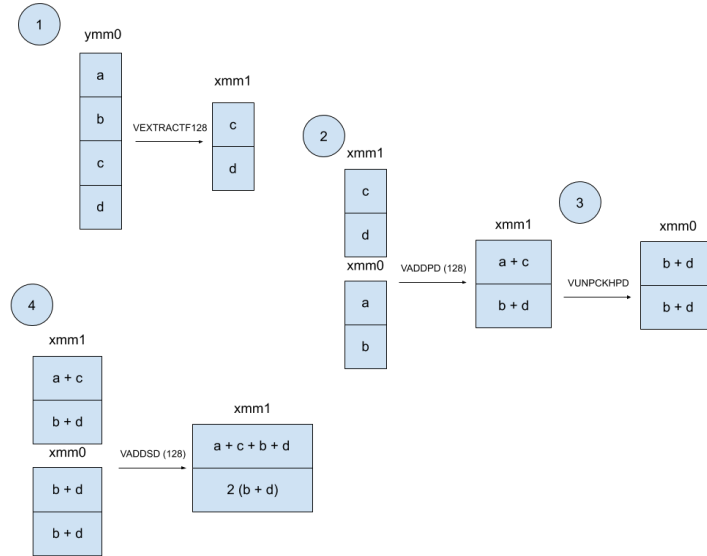 1
ymm0
a
b
c
d
VEXTRACTF128
xmm1
c
d
2
xmm1
c
d
xmm0
a
b
VADDPD (128)
xmm1
a + c
b + d
3
VUNPCKHPD
xmm0
b + d
b + d
4
xmm1
a + c
b + d
xmm0
b + d
b + d
VADDSD (128)
xmm1
a + c + b + d
2 (b + d)